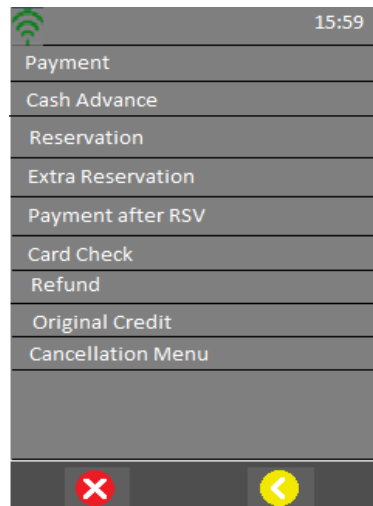 15:59
Payment
Cash Advance
Reservation
Extra Reservation
Payment after RSV
Card Check
Refund
Original Credit
Cancellation Menu